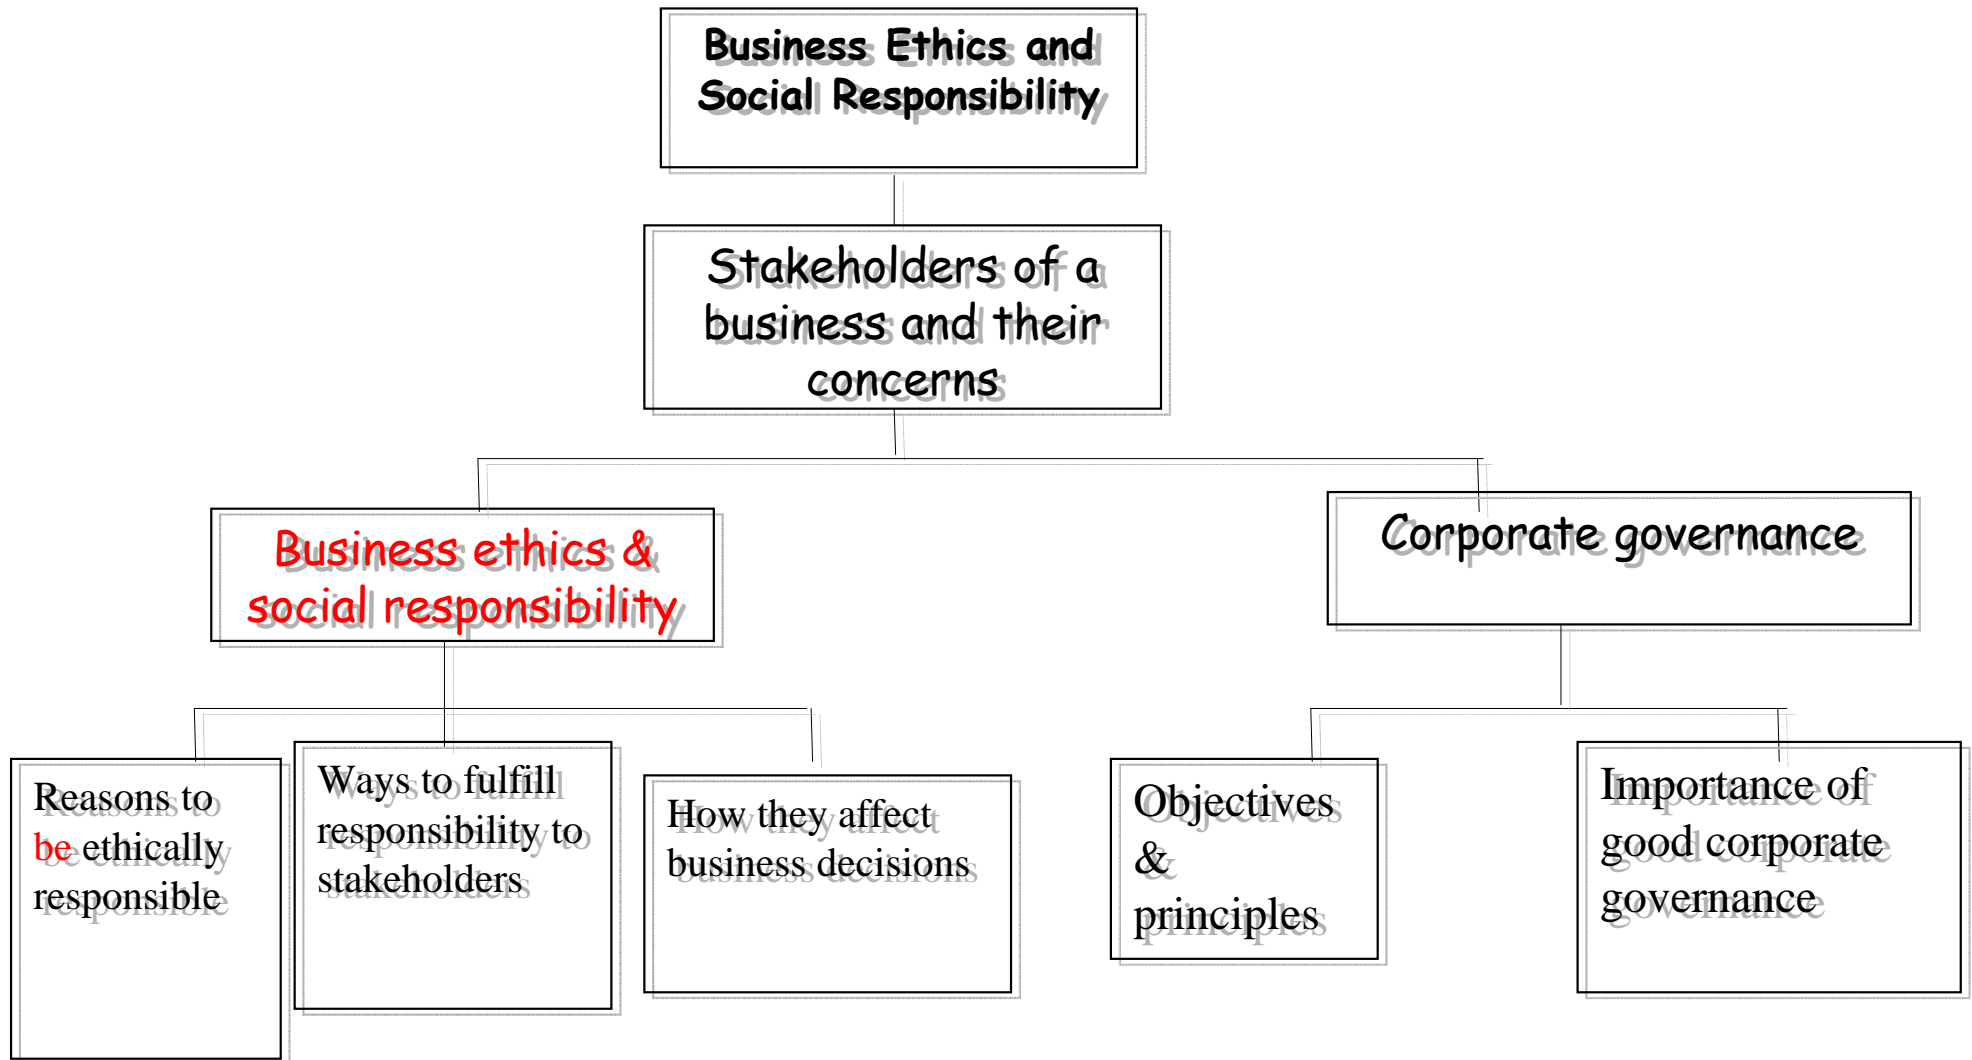 Business Ethics and
Social Responsibility
Stakeholders of a
business and their
concerns
Business ethics &
social responsibility
Corporate governance
Reasons to
be ethically
responsible
Ways to fulfill
responsibility to
stakeholders
How they affect
business decisions
Objectives
&
principles
Importance of
good corporate
governance